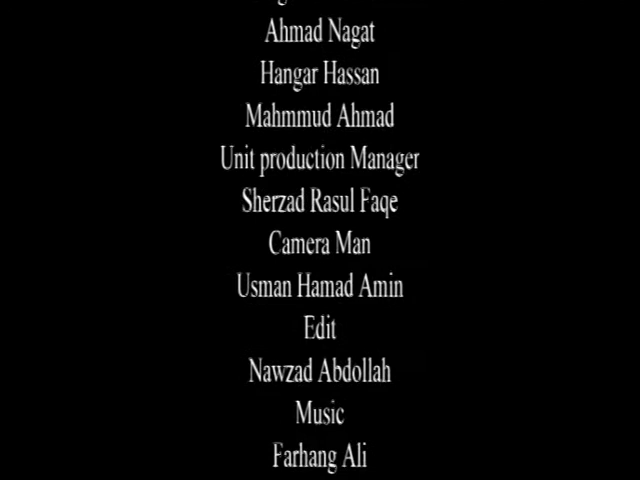 Ahmad Nagat
Hangar Hassan
Mahmmud Ahmad
Unit production Manager
Sherzad Rasul Faqe
Camera Man
Usman Hamad Amin
Edit
Nawzad Abdollah
Music
Farhang Ali